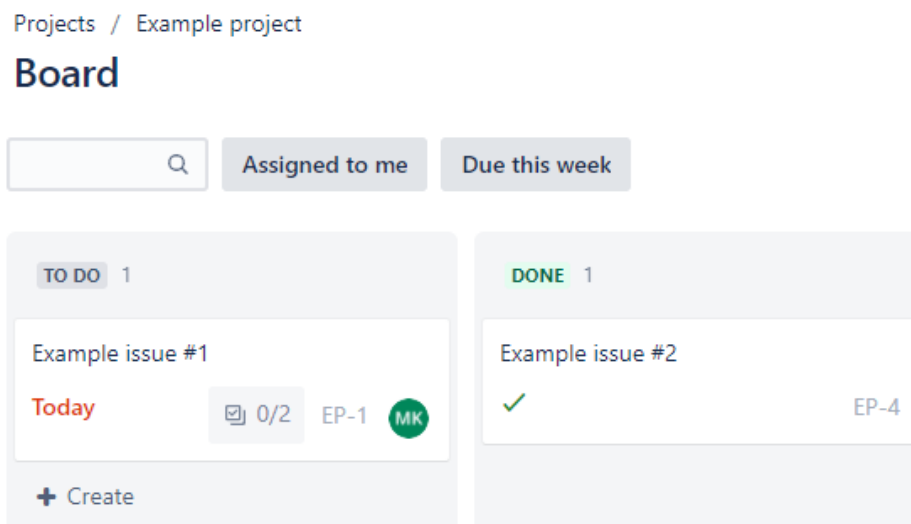 Projects / Example project
Board
Assigned to me
Due this week
TO DO 1
Example issue #1
Today
0/2
EP-1
MK
+ Create
DONE 1
Example issue #2
EP-4